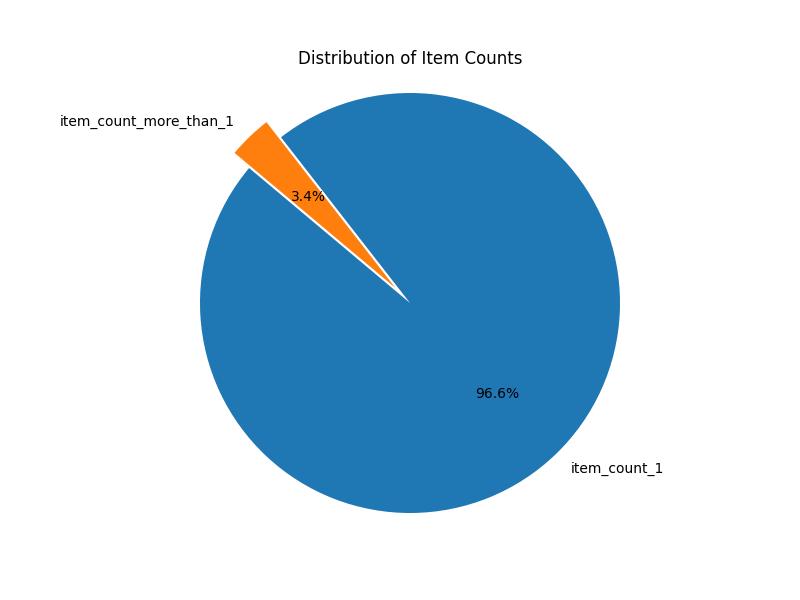 Distribution of Item Counts
item_count_more_than_1
3.4%
96.6%
item_count_1